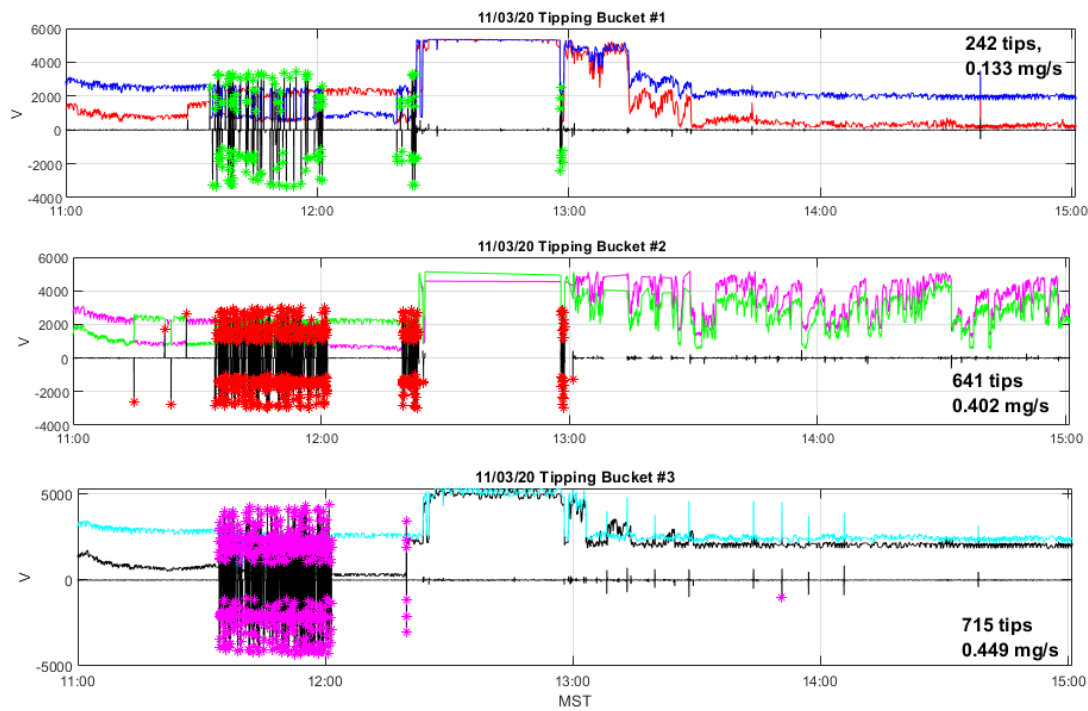 11/03/20 Tipping Bucket #1
6000
4000
2000
0
-2000
-4000
V
242 tips,
0.133 mg/s
11:00
12:00
13:00
14:00
15:00
11/03/20 Tipping Bucket #2
6000
4000
2000
0
-2000
-4000
V
641 tips
0.402 mg/s
11:00
12:00
13:00
14:00
15:00
11/03/20 Tipping Bucket #3
5000
0
-5000
V
715 tips
0.449 mg/s
11:00
12:00
13:00
14:00
15:00
MST